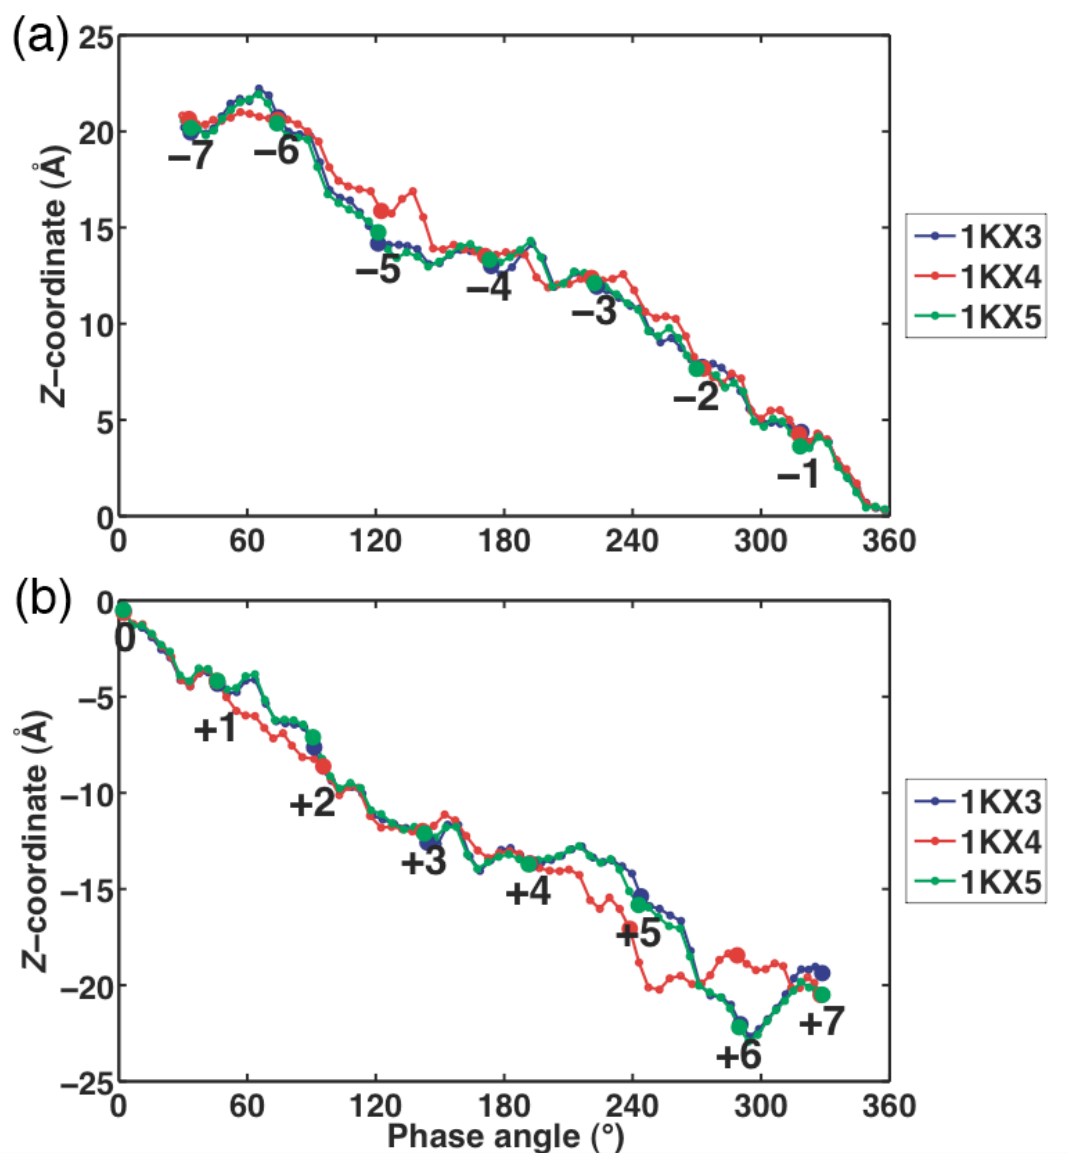 (a)
25
20
15
10
5
0
Z–coordinate (Å)
–7
–6
–5
–4
–3
–2
–1
0 60 120 180 240 300 360
1KX3
1KX4
1KX5
(b)
0
–5
–10
–15
–20
–25
Z–coordinate (Å)
0
+1
+2
+3
+4
+5
+6
+7
0 60 120 180 240 300 360
Phase angle (°)
1KX3
1KX4
1KX5